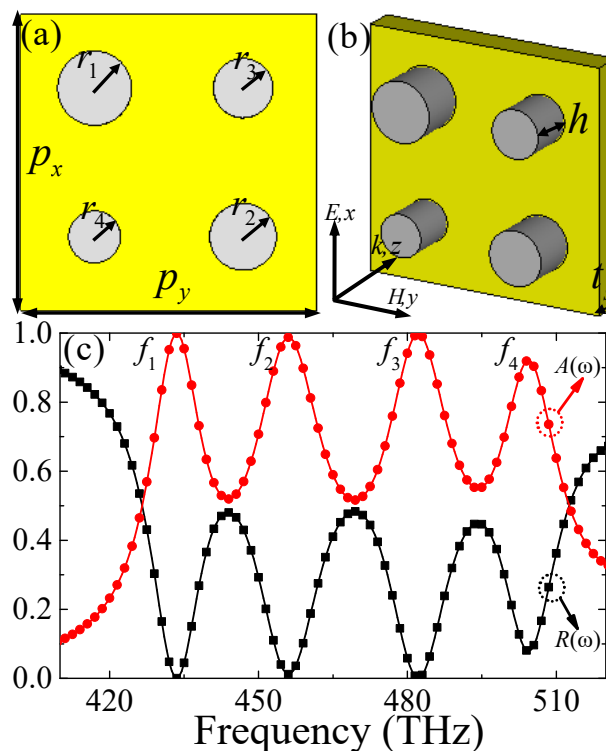 (a)
r1
r3
px
r4
r2
py
(b)
h
E,x
k,z
H,y
t
(c)
f1
f2
f3
f4
A(ω)
R(ω)
1.0
0.8
0.6
0.4
0.2
0.0
420
450
480
510
Frequency (THz)